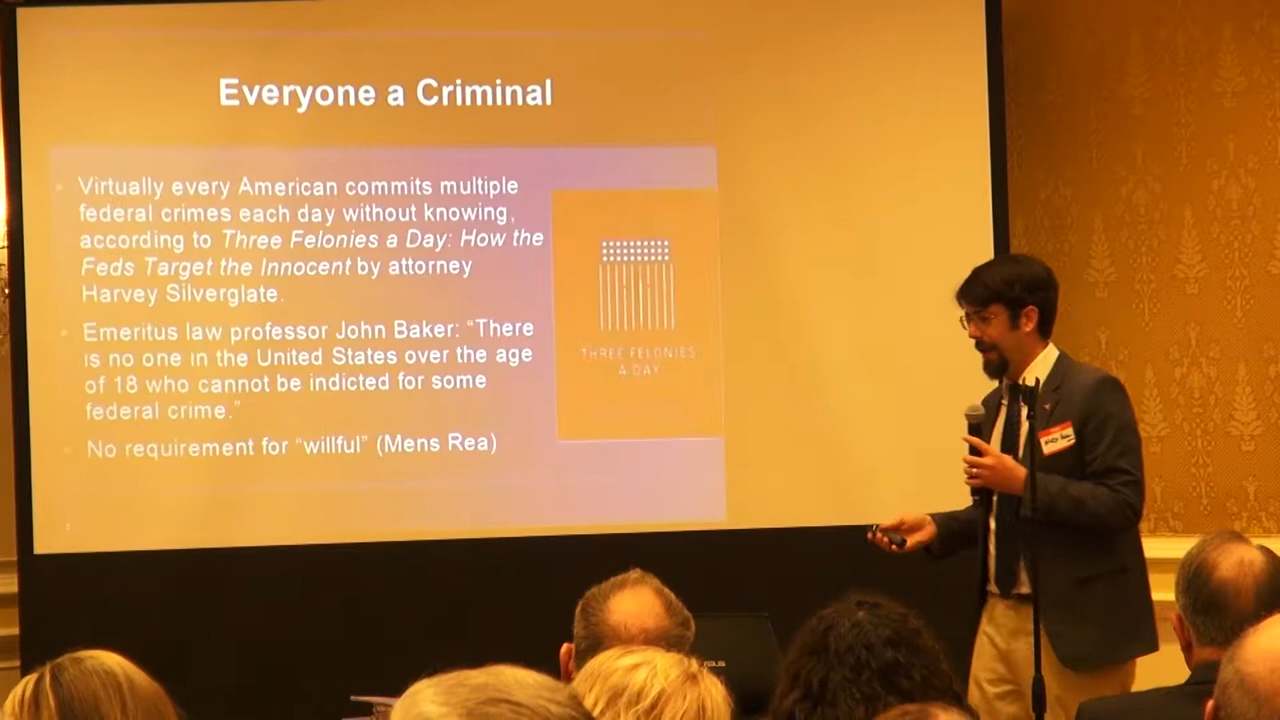 Everyone a Criminal
Virtually every American commits multiple
federal crimes each day without knowing,
according to Three Felonies a Day: How the
Feds Target the Innocent by attorney
Harvey Silverglate.
Emeritus law professor John Baker: “There
is no one in the United States over the age
of 18 who cannot be indicted for some
federal crime.”
No requirement for “willful” (Mens Rea)
THREE FELONIES
A DAY
ASUS